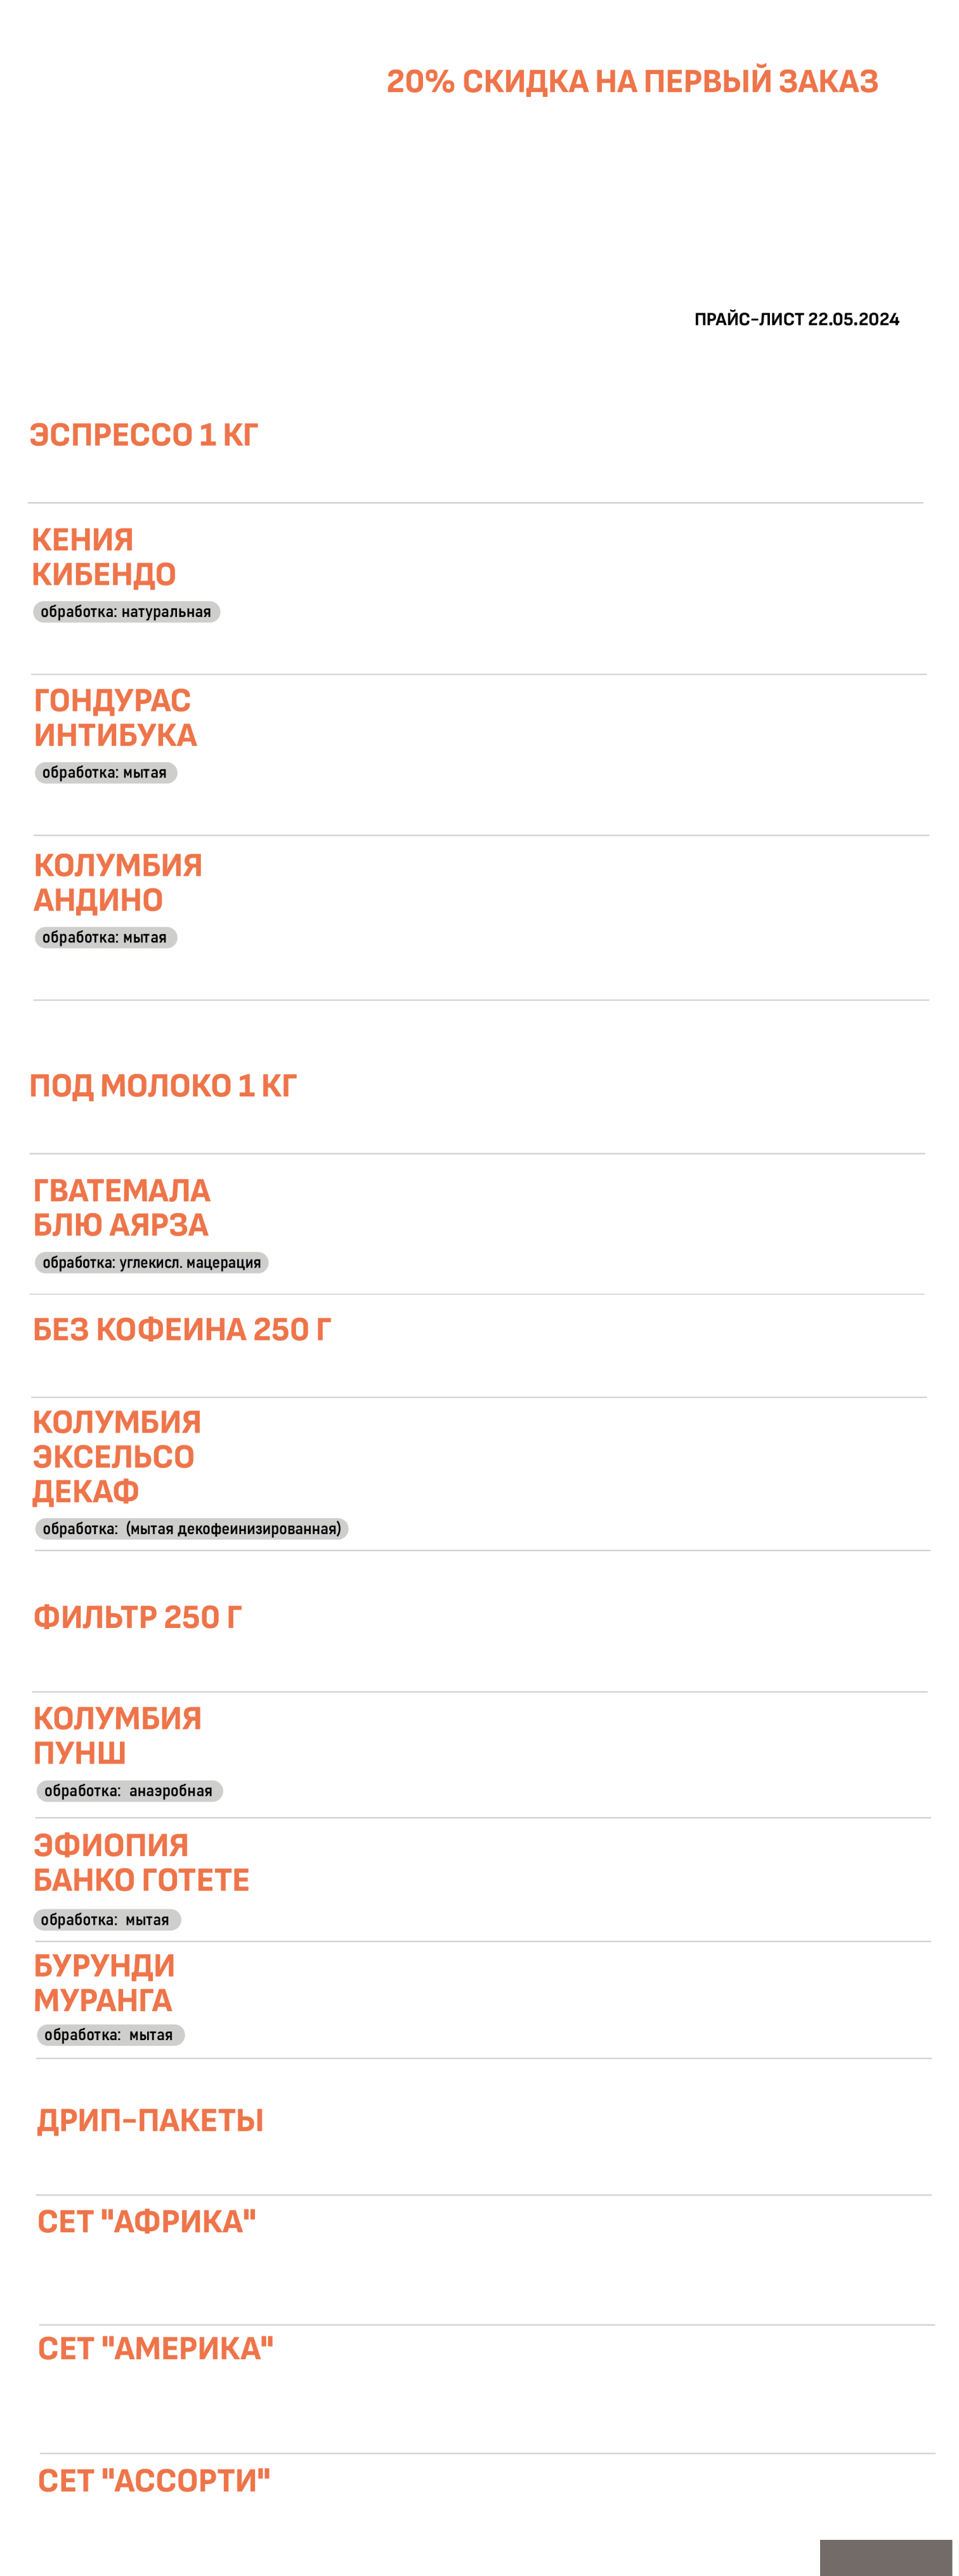 20% СКИДКА НА ПЕРВЫЙ ЗАКАЗ
ПРАЙС-ЛИСТ 22.05.2024
ЭСПРЕССО 1 КГ
КЕНИЯ
КИБЕНДО
обработка: натуральная
ГОНДУРАС
ИНТИБУКА
обработка: мытая
КОЛУМБИЯ
АНДИНО
обработка: мытая
ПОД МОЛОКО 1 КГ
ГВАТЕМАЛА
БЛЮ АЯРЗА
обработка: углекисл. мацерация
БЕЗ КОФЕИНА 250 Г
КОЛУМБИЯ
ЭКСЕЛЬСО
ДЕКАФ
обработка: (мытая декофеинизированная)
ФИЛЬТР 250 Г
КОЛУМБИЯ
ПУНШ
обработка: анаэробная
ЭФИОПИЯ
БАНКО ГОТЕТЕ
обработка: мытая
БУРУНДИ
МУРАНГА
обработка: мытая
ДРИП-ПАКЕТЫ
СЕТ "АФРИКА"
СЕТ "АМЕРИКА"
СЕТ "АССОРТИ"